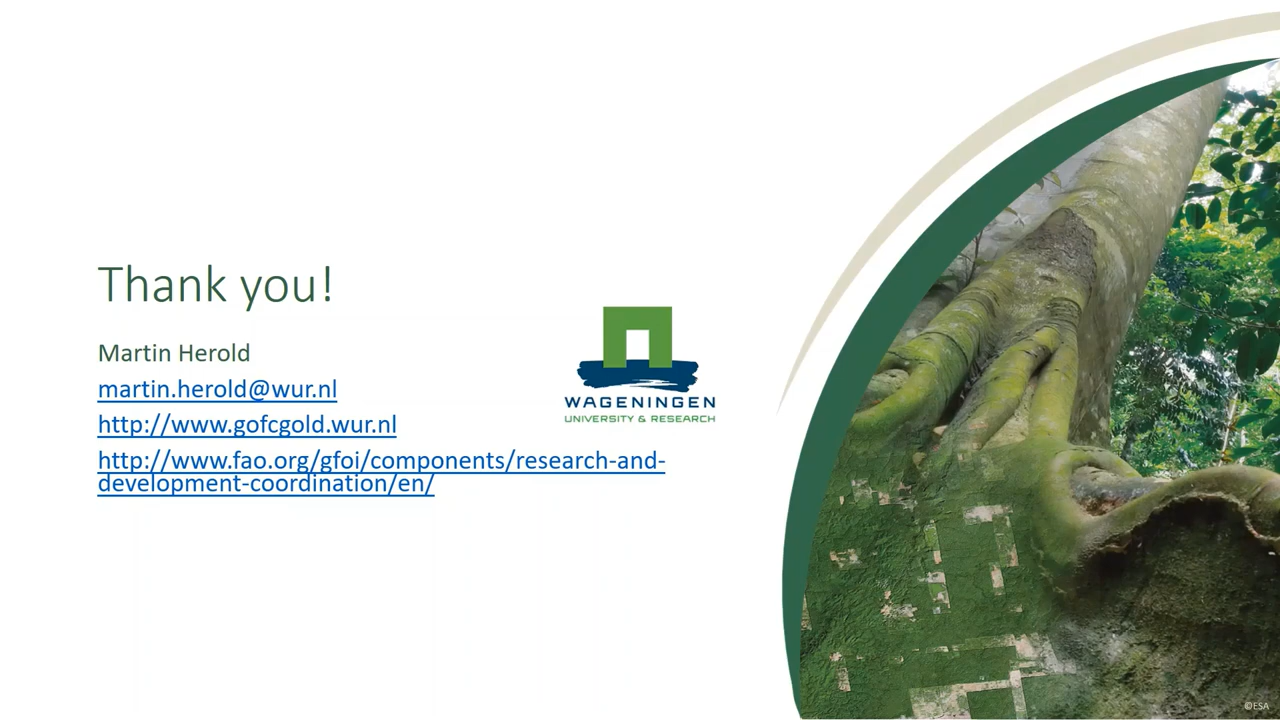 Thank you!
Martin Herold
martin.herold@wur.nl
http://www.gofcgold.wur.nl
http://www.fao.org/gfoi/components/research-and-
development-coordination/en/
WAGENINGEN
UNIVERSITY & RESEARCH
©ESA